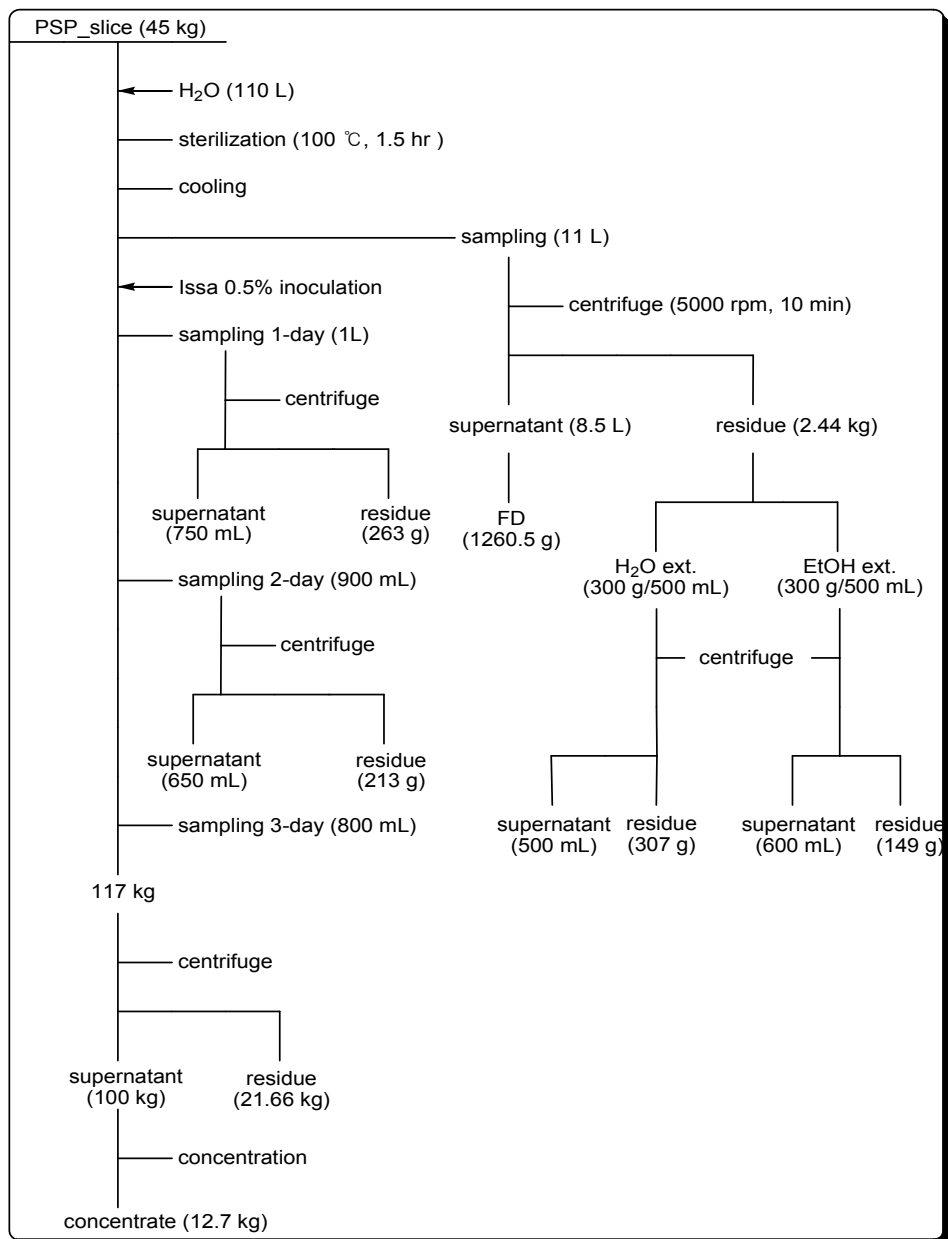 PSP_slice (45 kg)
H₂O (110 L)
sterilization (100 ℃, 1.5 hr )
cooling
sampling (11 L)
Issa 0.5% inoculation
centrifuge (5000 rpm, 10 min)
sampling 1-day (1L)
centrifuge
supernatant (8.5 L)
residue (2.44 kg)
supernatant
(750 mL)
residue
(263 g)
FD
(1260.5 g)
H₂O ext.
(300 g/500 mL)
EtOH ext.
(300 g/500 mL)
sampling 2-day (900 mL)
centrifuge
centrifuge
supernatant
(650 mL)
residue
(213 g)
supernatant
(500 mL)
residue
(307 g)
supernatant
(600 mL)
residue
(149 g)
sampling 3-day (800 mL)
117 kg
centrifuge
supernatant
(100 kg)
residue
(21.66 kg)
concentration
concentrate (12.7 kg)